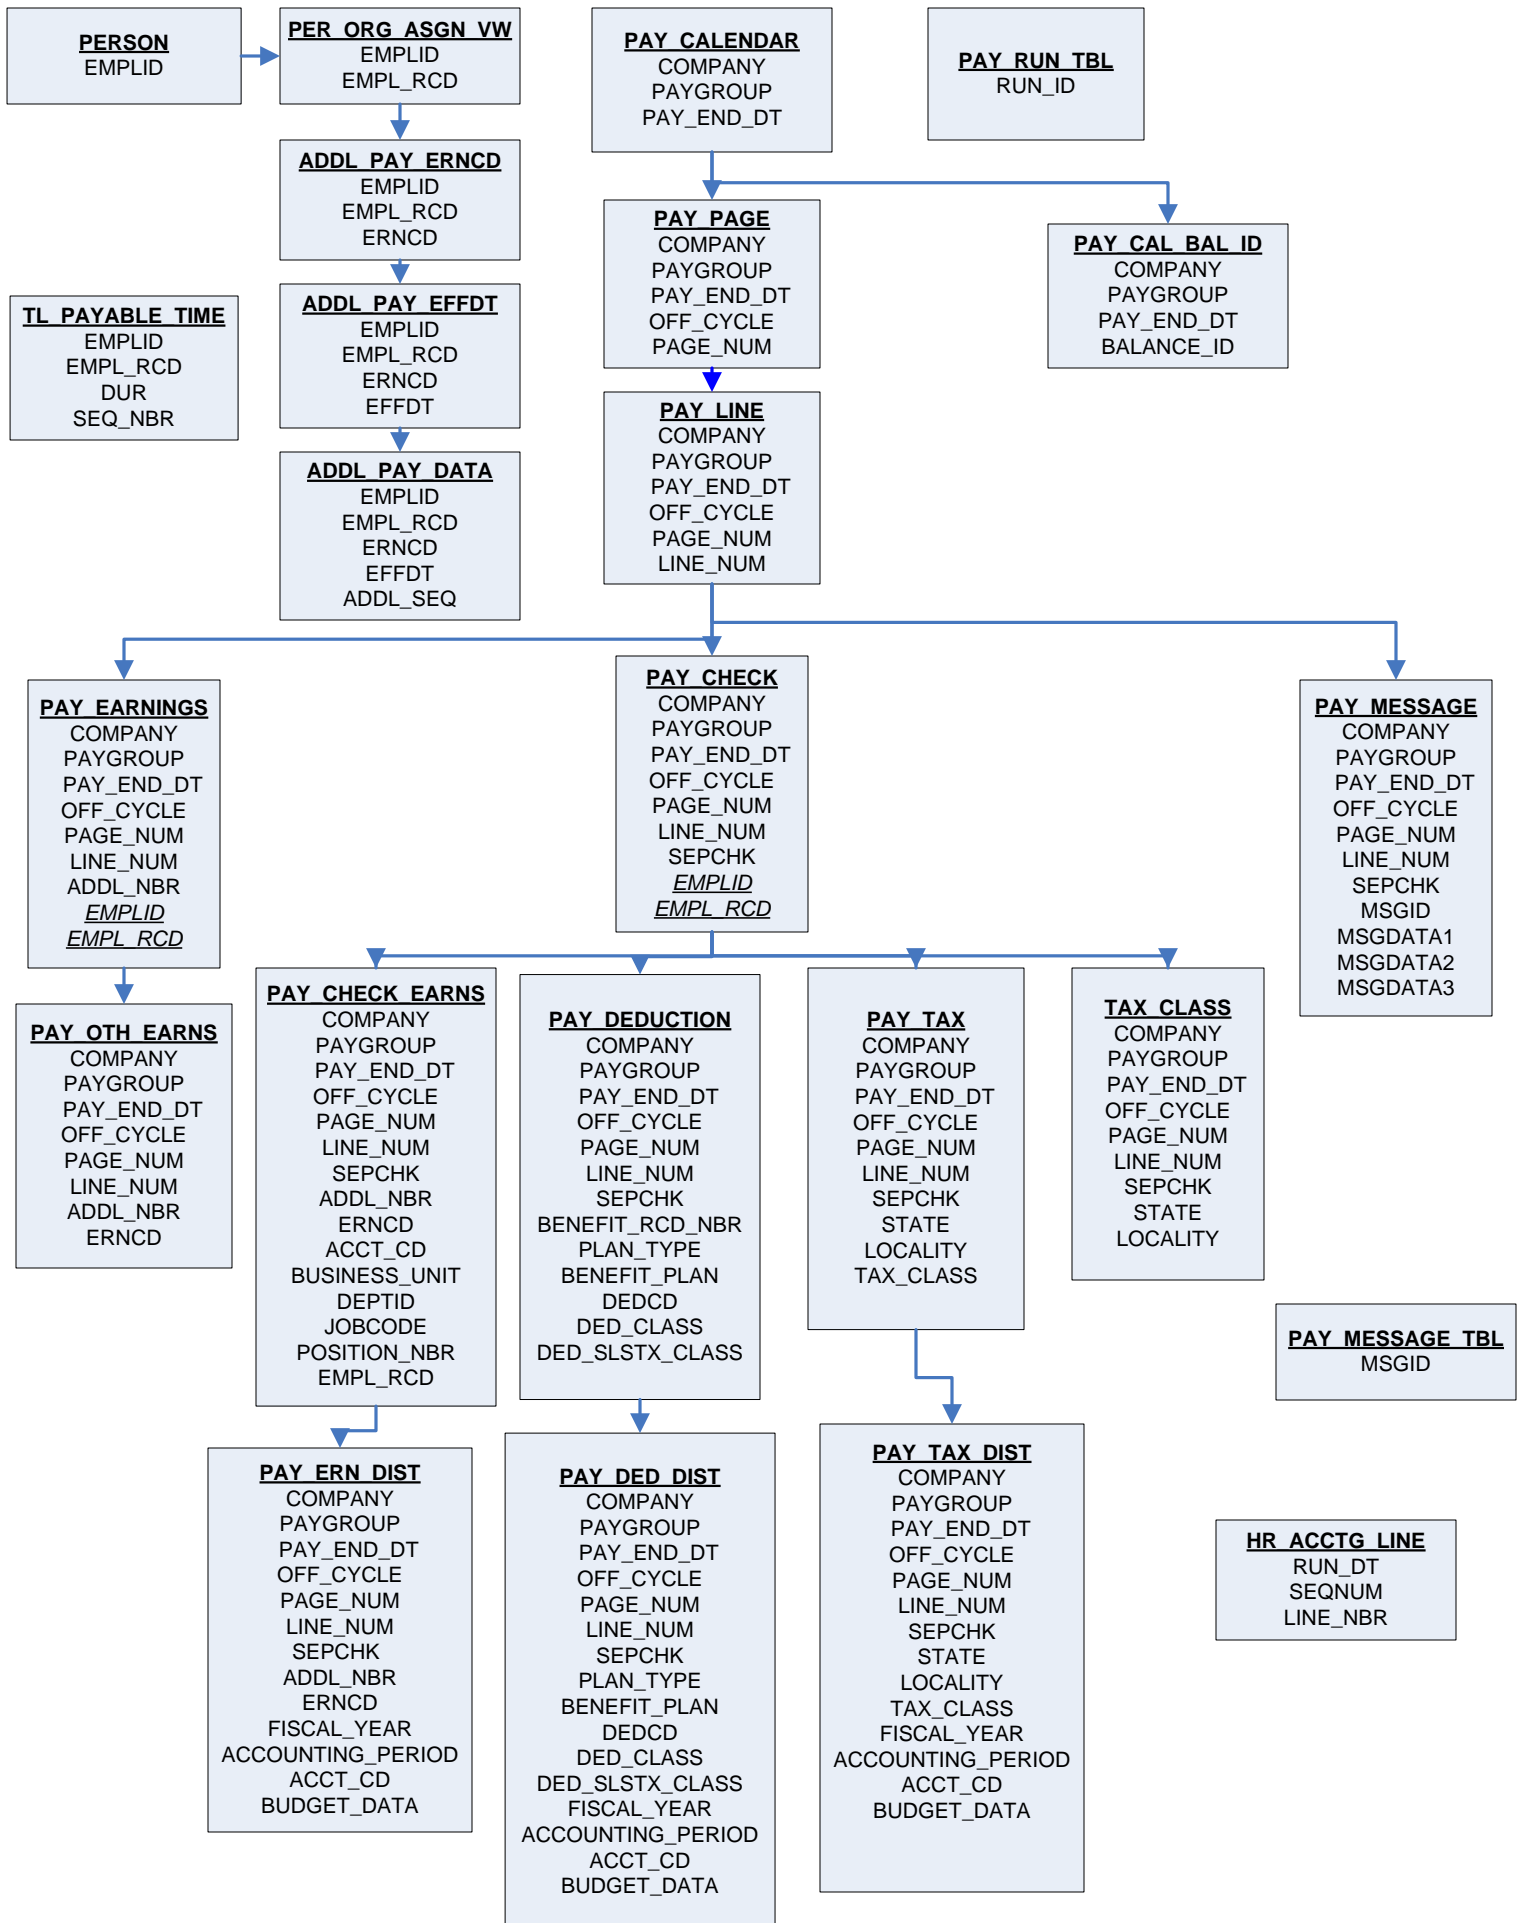 PERSON
EMPLID
PER_ORG_ASGN_VW
EMPLID
EMPL_RCD
PAY_CALENDAR
COMPANY
PAYGROUP
PAY_END_DT
PAY_RUN_TBL
RUN_ID
ADDL_PAY_ERNCD
EMPLID
EMPL_RCD
ERNCD
PAY_PAGE
COMPANY
PAYGROUP
PAY_END_DT
OFF_CYCLE
PAGE_NUM
PAY_CAL_BAL_ID
COMPANY
PAYGROUP
PAY_END_DT
BALANCE_ID
TL_PAYABLE_TIME
EMPLID
EMPL_RCD
DUR
SEQ_NBR
ADDL_PAY_EFFDT
EMPLID
EMPL_RCD
ERNCD
EFFDT
PAY_LINE
COMPANY
PAYGROUP
PAY_END_DT
OFF_CYCLE
PAGE_NUM
LINE_NUM
ADDL_PAY_DATA
EMPLID
EMPL_RCD
ERNCD
EFFDT
ADDL_SEQ
PAY_EARNINGS
COMPANY
PAYGROUP
PAY_END_DT
OFF_CYCLE
PAGE_NUM
LINE_NUM
ADDL_NBR
EMPLID
EMPL_RCD
PAY_CHECK
COMPANY
PAYGROUP
PAY_END_DT
OFF_CYCLE
PAGE_NUM
LINE_NUM
SEPCHK
EMPLID
EMPL_RCD
PAY_MESSAGE
COMPANY
PAYGROUP
PAY_END_DT
OFF_CYCLE
PAGE_NUM
LINE_NUM
SEPCHK
MSGID
MSGDATA1
MSGDATA2
MSGDATA3
PAY_OTH_EARNS
COMPANY
PAYGROUP
PAY_END_DT
OFF_CYCLE
PAGE_NUM
LINE_NUM
ADDL_NBR
ERNCD
PAY_CHECK_EARNS
COMPANY
PAYGROUP
PAY_END_DT
OFF_CYCLE
PAGE_NUM
LINE_NUM
SEPCHK
ADDL_NBR
ERNCD
ACCT_CD
BUSINESS_UNIT
DEPTID
JOBCODE
POSITION_NBR
EMPL_RCD
PAY_DEDUCTION
COMPANY
PAYGROUP
PAY_END_DT
OFF_CYCLE
PAGE_NUM
LINE_NUM
SEPCHK
BENEFIT_RCD_NBR
PLAN_TYPE
BENEFIT_PLAN
DEDCD
DED_CLASS
DED_SLSTX_CLASS
PAY_TAX
COMPANY
PAYGROUP
PAY_END_DT
OFF_CYCLE
PAGE_NUM
LINE_NUM
SEPCHK
STATE
LOCALITY
TAX_CLASS
TAX_CLASS
COMPANY
PAYGROUP
PAY_END_DT
OFF_CYCLE
PAGE_NUM
LINE_NUM
SEPCHK
STATE
LOCALITY
PAY_MESSAGE_TBL
MSGID
PAY_ERN_DIST
COMPANY
PAYGROUP
PAY_END_DT
OFF_CYCLE
PAGE_NUM
LINE_NUM
SEPCHK
ADDL_NBR
ERNCD
FISCAL_YEAR
ACCOUNTING_PERIOD
ACCT_CD
BUDGET_DATA
PAY_DED_DIST
COMPANY
PAYGROUP
PAY_END_DT
OFF_CYCLE
PAGE_NUM
LINE_NUM
SEPCHK
PLAN_TYPE
BENEFIT_PLAN
DEDCD
DED_CLASS
DED_SLSTX_CLASS
FISCAL_YEAR
ACCOUNTING_PERIOD
ACCT_CD
BUDGET_DATA
PAY_TAX_DIST
COMPANY
PAYGROUP
PAY_END_DT
OFF_CYCLE
PAGE_NUM
LINE_NUM
SEPCHK
STATE
LOCALITY
TAX_CLASS
FISCAL_YEAR
ACCOUNTING_PERIOD
ACCT_CD
BUDGET_DATA
HR_ACCTG_LINE
RUN_DT
SEQNUM
LINE_NBR